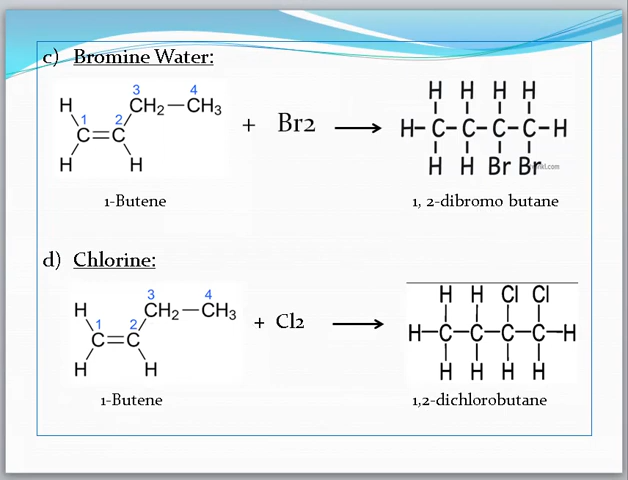 c) Bromine Water:
3 4
H CH2—CH3
1 2
C=C
H H
+ Br2
H H H H
H-C-C-C-C-H
H H Br Br
1-Butene
1, 2-dibromo butane
d) Chlorine:
3 4
H CH2—CH3
1 2
C=C
H H
+ Cl2
H H Cl Cl
H-C-C-C-C-H
H H H H
1-Butene
1,2-dichlorobutane